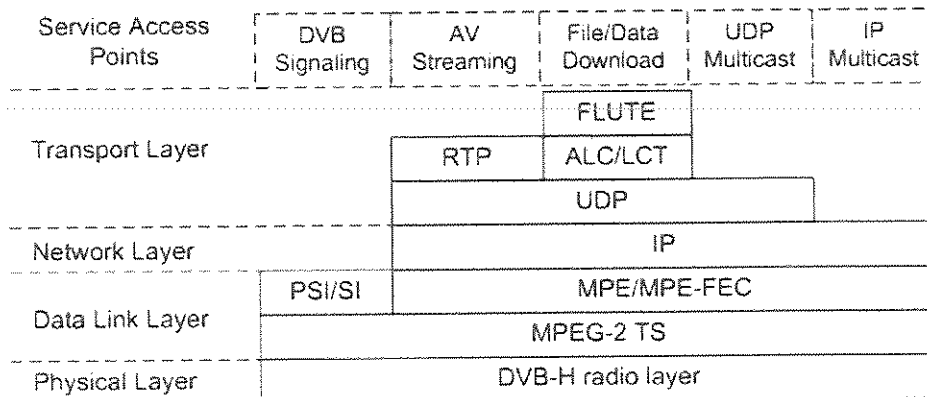 Service Access Points
DVB Signaling
AV Streaming
File/Data Download
UDP Multicast
IP Multicast
FLUTE
Transport Layer
RTP
ALC/LCT
UDP
Network Layer
IP
PSI/SI
MPE/MPE-FEC
Data Link Layer
MPEG-2 TS
Physical Layer
DVB-H radio layer